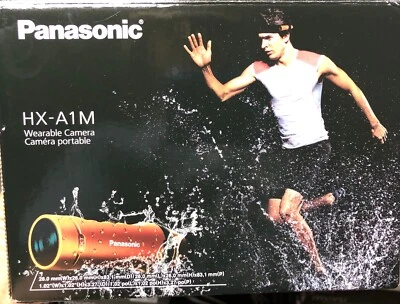 Panasonic
HX-A1M
Wearable Camera
Caméra portable
Panasonic